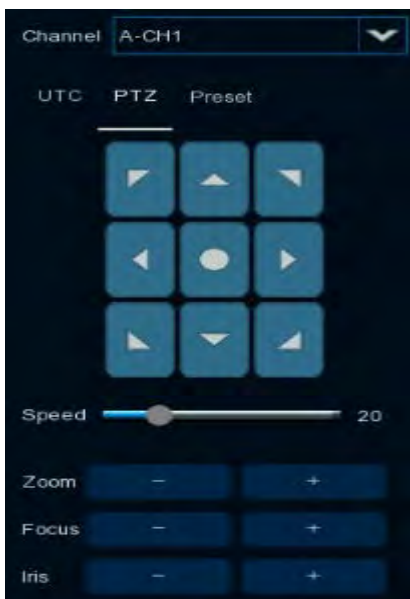 Channel A-CH1
UTC PTZ Preset
Speed 20
Zoom - +
Focus - +
Iris - +